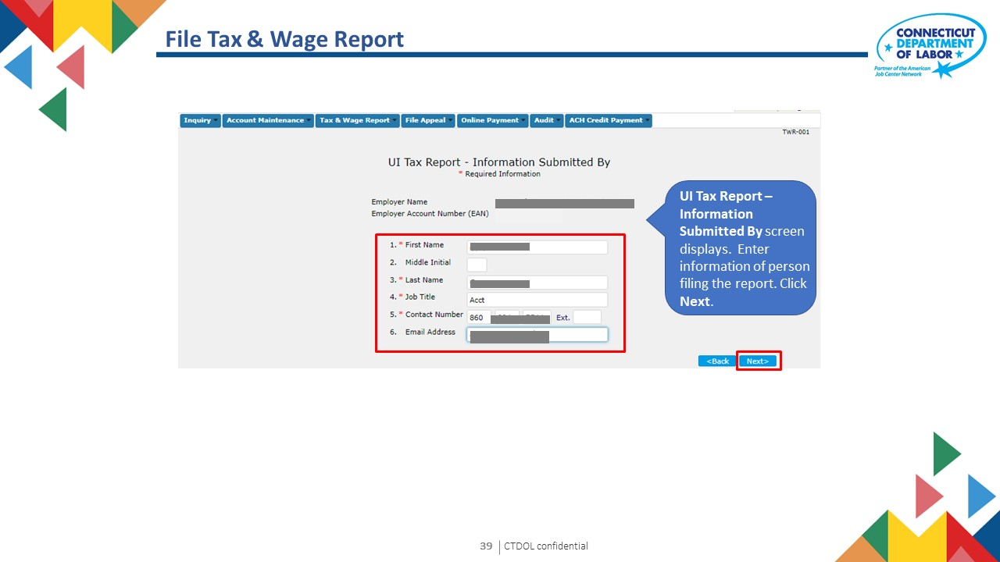 File Tax & Wage Report
CONNECTICUT
DEPARTMENT
OF LABOR
Partner of the American
Job Center Network
Inquiry Account Maintenance Tax & Wage Report File Appeal Online Payment Audit ACH Credit Payment
TWR-001
UI Tax Report - Information Submitted By
* Required Information
Employer Name
Employer Account Number (EAN)
1. * First Name
2. Middle Initial
3. * Last Name
4. * Job Title Acct
5. * Contact Number 860 Ext.
6. Email Address
<Back Next>
UI Tax Report –
Information
Submitted By screen
displays. Enter
information of person
filing the report. Click
Next.
39 CTDOL confidential